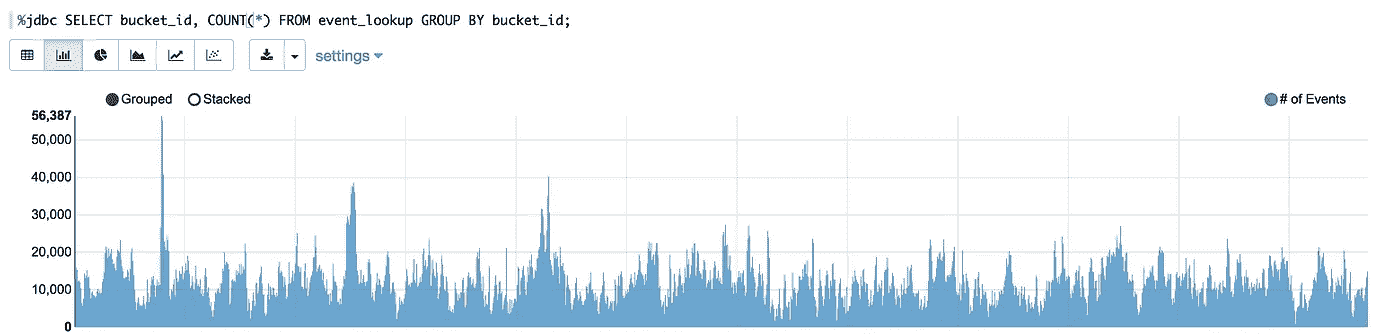 %jdbc SELECT bucket_id, COUNT(*) FROM event_lookup GROUP BY bucket_id;
settings
Grouped Stacked # of Events
56,387
50,000
40,000
30,000
20,000
10,000
0